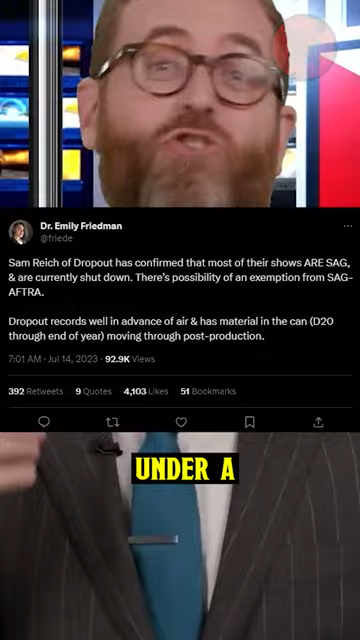 Dr. Emily Friedman
@friede
Sam Reich of Dropout has confirmed that most of their shows ARE SAG,
& are currently shut down. There's possibility of an exemption from SAG-
AFTRA.
Dropout records well in advance of air & has material in the can (D20
through end of year) moving through post-production.
7:01 AM · Jul 14, 2023 · 92.9K Views
392 Retweets 9 Quotes 4,103 Likes 51 Bookmarks
UNDER A